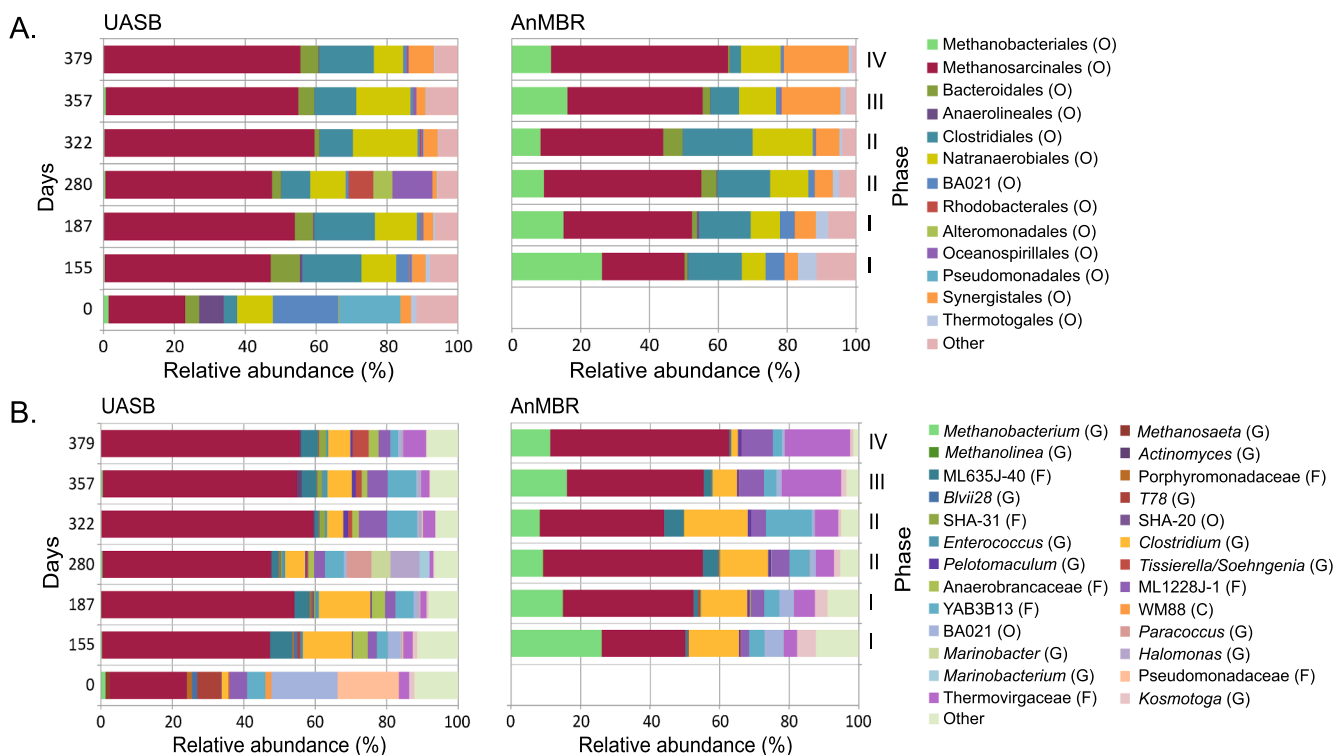 A.
UASB
AnMBR
379
357
322
280
187
155
0
Days
0 20 40 60 80 100
Relative abundance (%)
IV
III
II
II
I
I
Phase
0 20 40 60 80 100
Relative abundance (%)
Methanobacteriales (O)
Methanosarcinales (O)
Bacteroidales (O)
Anaerolineales (O)
Clostridiales (O)
Natranaerobiales (O)
BA021 (O)
Rhodobacterales (O)
Alteromonadales (O)
Oceanospirillales (O)
Pseudomonadales (O)
Synergistales (O)
Thermotogales (O)
Other
B.
UASB
AnMBR
379
357
322
280
187
155
0
Days
0 20 40 60 80 100
Relative abundance (%)
IV
III
II
II
I
I
Phase
0 20 40 60 80 100
Relative abundance (%)
Methanobacterium (G) Methanosaeta (G)
Methanolinea (G) Actinomyces (G)
ML635J-40 (F) Porphyromonadaceae (F)
Blvii28 (G) T78 (G)
SHA-31 (F) SHA-20 (O)
Enterococcus (G) Clostridium (G)
Pelotomaculum (G) Tissierella/Soehngenia (G)
Anaerobrancaceae (F) ML1228J-1 (F)
YAB3B13 (F) WM88 (C)
BA021 (O) Paracoccus (G)
Marinobacter (G) Halomonas (G)
Marinobacterium (G) Pseudomonadaceae (F)
Thermovirgaceae (F) Kosmotoga (G)
Other